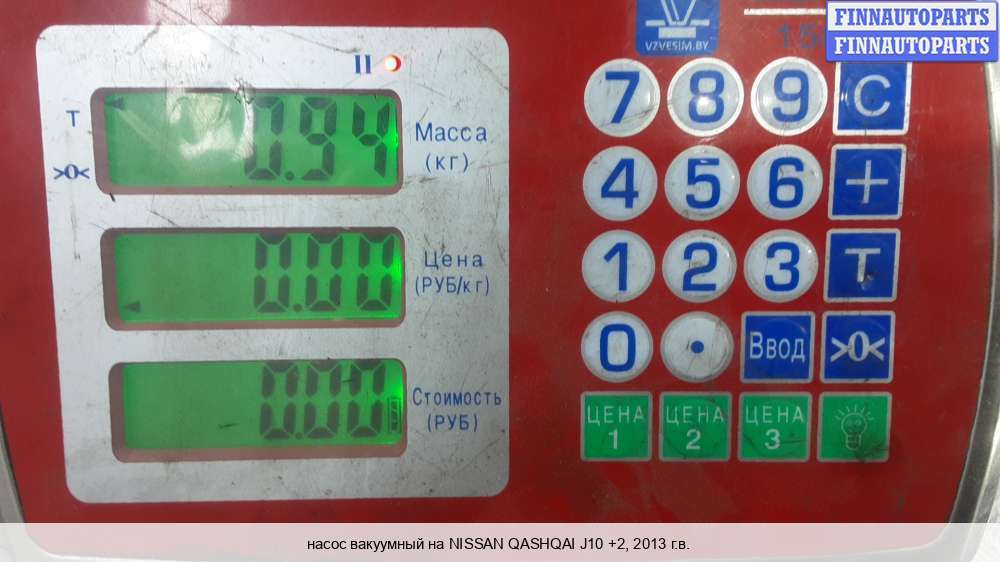 FINNAUTOPARTS
FINNAUTOPARTS
VZVESIM.BY
II
T
>0<
0.94
Масса
(кг)
0.00
Цена
(РУБ/кг)
0.00
Стоимость
(РУБ)
7 8 9 C
4 5 6 +
1 2 3 T
0 . Ввод >0<
ЦЕНА 1 ЦЕНА 2 ЦЕНА 3
насос вакуумный на NISSAN QASHQAI J10 +2, 2013 г.в.